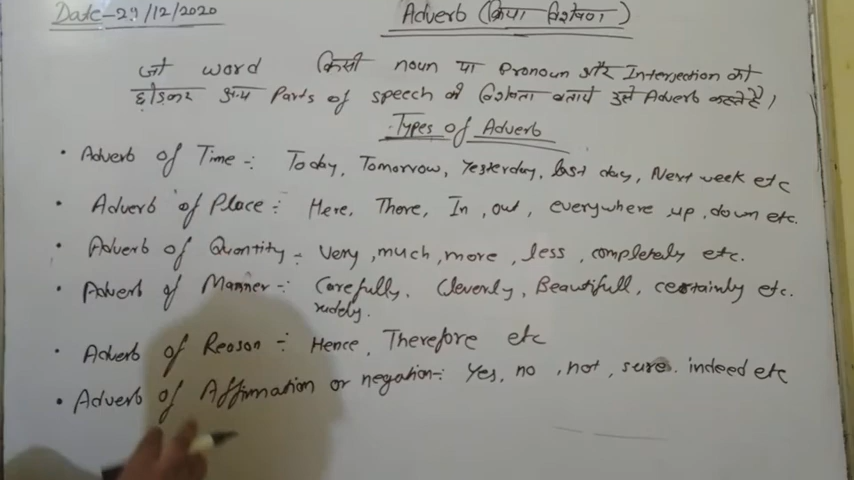 Date-29/12/2020
Adverb (क्रिया विशेषण)
जो word किसी noun या Pronoun और Interjection को
छोड़कर अन्य Parts of speech की विशेषता बताये उसे Adverb कहते है।
Types of Adverb
• Adverb of Time :- Today, Tomorrow, Yesterday, last day, Next week etc
• Adverb of Place :- Here, There, In, out, everywhere up, down etc.
• Adverb of Quantity - Very, much, more, less, completely etc.
• Adverb of Manner :- Carefully, Cleverly, Beautifull, certainly etc.
rudely.
• Adverb of Reason :- Hence, Therefore etc
• Adverb of Affirmation or negation :- Yes, no, not, sure. indeed etc